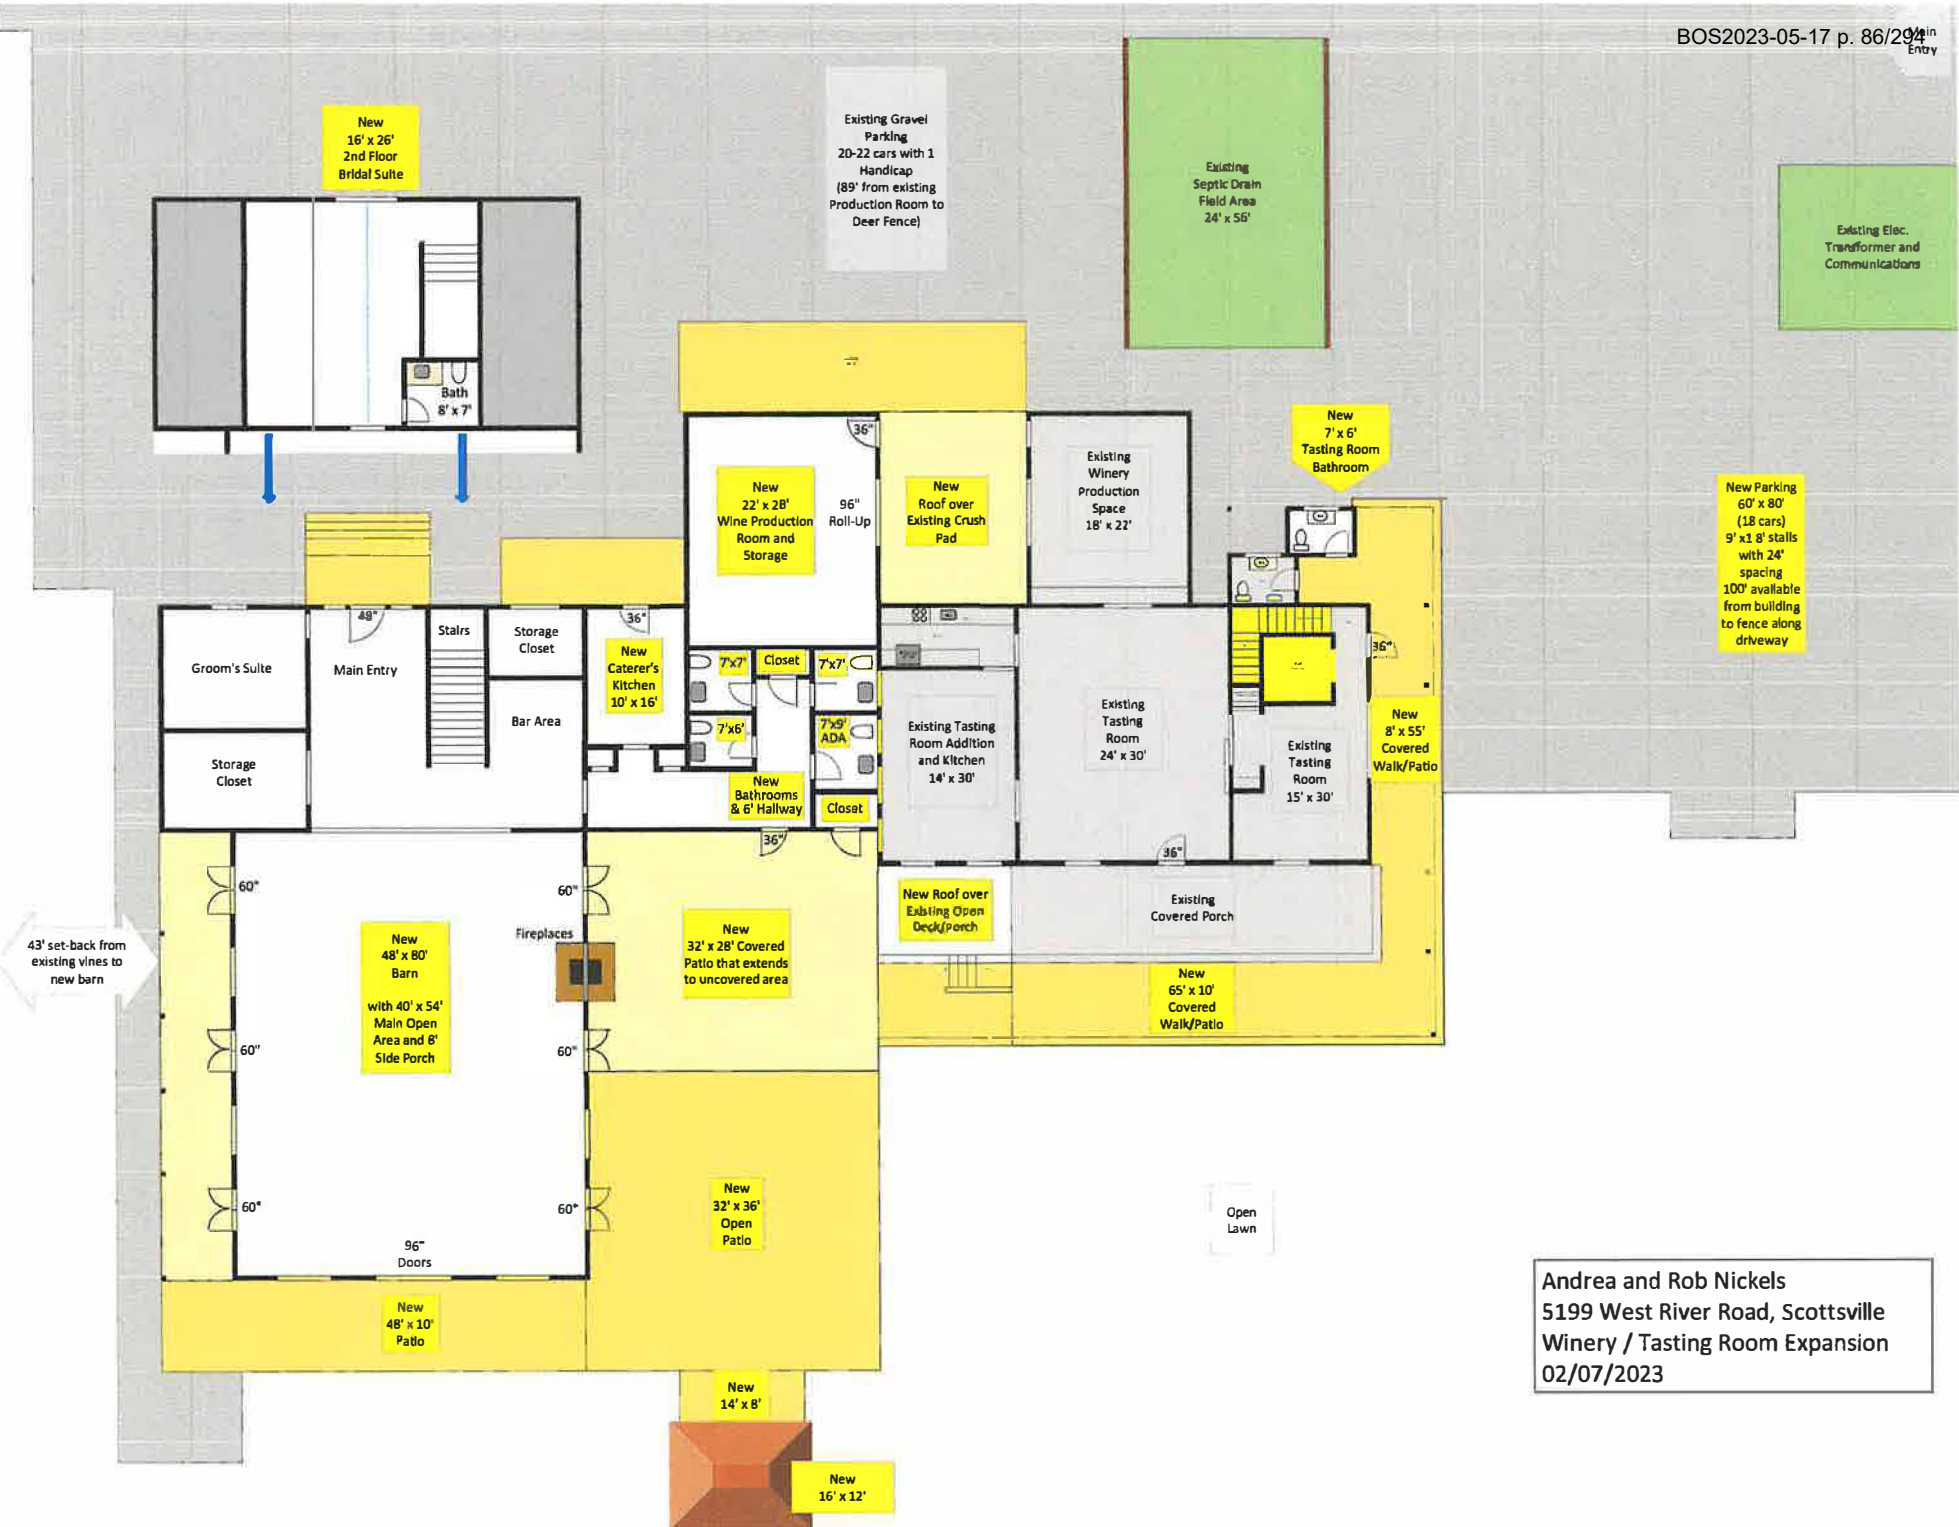 BOS2023-05-17 p. 86/294
Main
Entry
New
16' x 26'
2nd Floor
Bridal Suite
Bath
8' x 7'
Existing Gravel
Parking
20-22 cars with 1
Handicap
(89' from existing
Production Room to
Deer Fence)
Existing
Septic Drain
Field Area
24' x 56'
Existing Elec.
Transformer and
Communications
New
7' x 6'
Tasting Room
Bathroom
New Parking
60' x 80'
(18 cars)
9' x1 8' stalls
with 24'
spacing
100' available
from building
to fence along
driveway
36"
New
22' x 28'
Wine Production
Room and
Storage
96"
Roll-Up
New
Roof over
Existing Crush
Pad
Existing
Winery
Production
Space
18' x 22'
48"
Groom's Suite
Main Entry
Stairs
Storage
Closet
Bar Area
Storage
Closet
36"
New
Caterer's
Kitchen
10' x 16'
7'x7'
Closet
7'x7'
7'x6'
7'x9'
ADA
New
Bathrooms
& 6' Hallway
Closet
Existing Tasting
Room Addition
and Kitchen
14' x 30'
Existing
Tasting
Room
24' x 30'
Existing
Tasting
Room
15' x 30'
36"
New
8' x 55'
Covered
Walk/Patio
36"
36"
60"
60"
Fireplaces
43' set-back from
existing vines to
new barn
New
48' x 80'
Barn
with 40' x 54'
Main Open
Area and 8'
Side Porch
New
32' x 28' Covered
Patio that extends
to uncovered area
New Roof over
Existing Open
Deck/Porch
Existing
Covered Porch
New
65' x 10'
Covered
Walk/Patio
60"
60"
60"
60"
New
32' x 36'
Open
Patio
Open
Lawn
96"
Doors
New
48' x 10'
Patio
New
14' x 8'
New
16' x 12'
Andrea and Rob Nickels
5199 West River Road, Scottsville
Winery / Tasting Room Expansion
02/07/2023